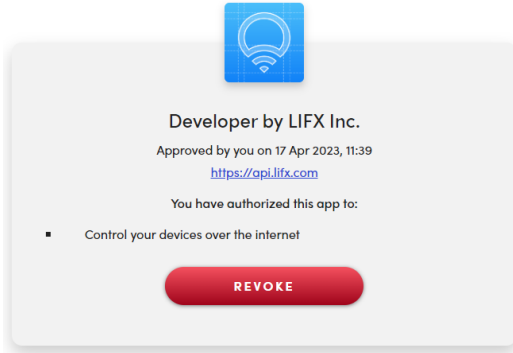 Developer by LIFX Inc.
Approved by you on 17 Apr 2023, 11:39
https://api.lifx.com
You have authorized this app to:
▪ Control your devices over the internet
REVOKE